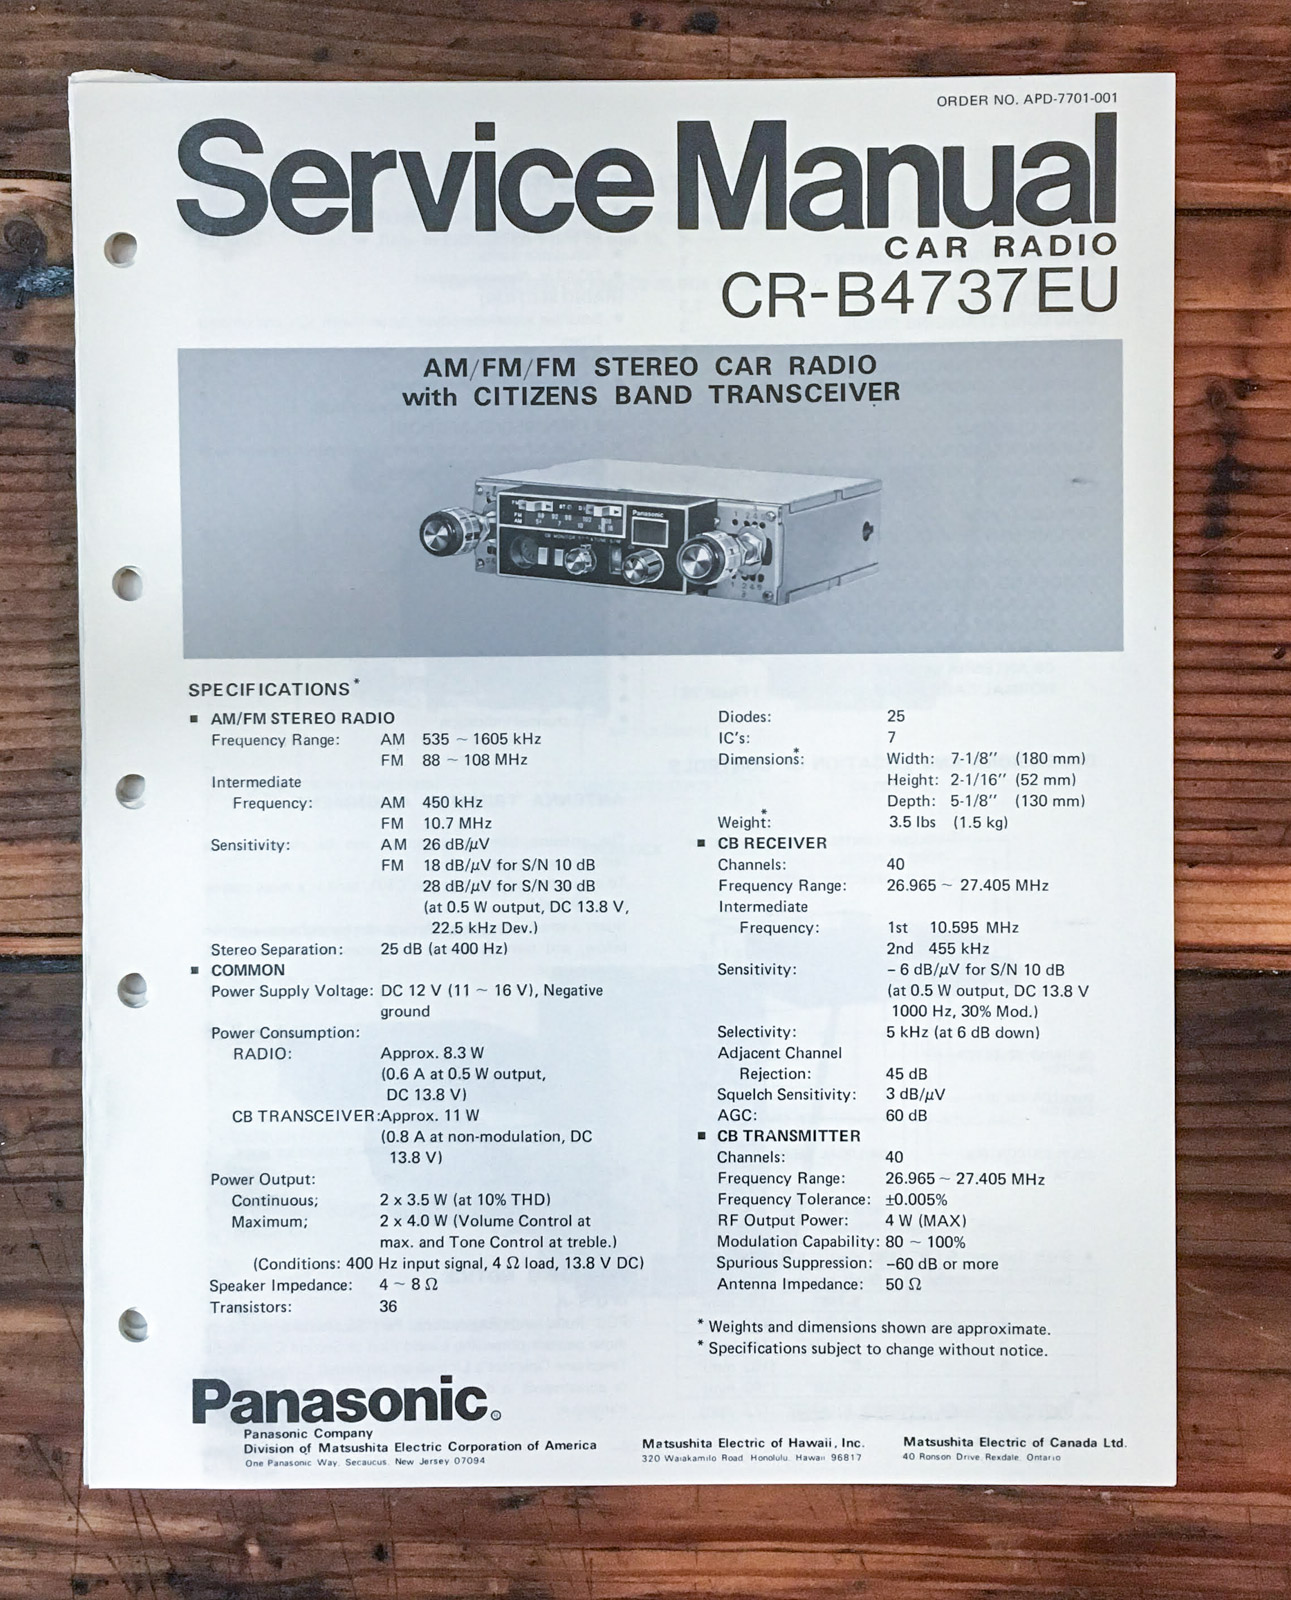 ORDER NO. APD-7701-001
Service Manual
CAR RADIO
CR-B4737EU
AM/FM/FM STEREO CAR RADIO
with CITIZENS BAND TRANSCEIVER
Panasonic
SPECIFICATIONS*
■ AM/FM STEREO RADIO
Frequency Range: AM 535 ~ 1605 kHz
FM 88 ~ 108 MHz
Intermediate
Frequency: AM 450 kHz
FM 10.7 MHz
Sensitivity: AM 26 dB/μV
FM 18 dB/μV for S/N 10 dB
28 dB/μV for S/N 30 dB
(at 0.5 W output, DC 13.8 V,
22.5 kHz Dev.)
Stereo Separation: 25 dB (at 400 Hz)
■ COMMON
Power Supply Voltage: DC 12 V (11 ~ 16 V), Negative
ground
Power Consumption:
RADIO: Approx. 8.3 W
(0.6 A at 0.5 W output,
DC 13.8 V)
CB TRANSCEIVER: Approx. 11 W
(0.8 A at non-modulation, DC
13.8 V)
Power Output:
Continuous; 2 x 3.5 W (at 10% THD)
Maximum; 2 x 4.0 W (Volume Control at
max. and Tone Control at treble.)
(Conditions: 400 Hz input signal, 4 Ω load, 13.8 V DC)
Speaker Impedance: 4 ~ 8 Ω
Transistors: 36
Diodes: 25
IC's: 7
Dimensions*: Width: 7-1/8'' (180 mm)
Height: 2-1/16'' (52 mm)
Depth: 5-1/8'' (130 mm)
Weight*: 3.5 lbs (1.5 kg)
■ CB RECEIVER
Channels: 40
Frequency Range: 26.965 ~ 27.405 MHz
Intermediate
Frequency: 1st 10.595 MHz
2nd 455 kHz
Sensitivity: – 6 dB/μV for S/N 10 dB
(at 0.5 W output, DC 13.8 V
1000 Hz, 30% Mod.)
Selectivity: 5 kHz (at 6 dB down)
Adjacent Channel
Rejection: 45 dB
Squelch Sensitivity: 3 dB/μV
AGC: 60 dB
■ CB TRANSMITTER
Channels: 40
Frequency Range: 26.965 ~ 27.405 MHz
Frequency Tolerance: ±0.005%
RF Output Power: 4 W (MAX)
Modulation Capability: 80 ~ 100%
Spurious Suppression: –60 dB or more
Antenna Impedance: 50 Ω
* Weights and dimensions shown are approximate.
* Specifications subject to change without notice.
Panasonic®
Panasonic Company
Division of Matsushita Electric Corporation of America
One Panasonic Way, Secaucus, New Jersey 07094
Matsushita Electric of Hawaii, Inc.
320 Waiakamilo Road, Honolulu, Hawaii 96817
Matsushita Electric of Canada Ltd.
40 Ronson Drive, Rexdale, Ontario